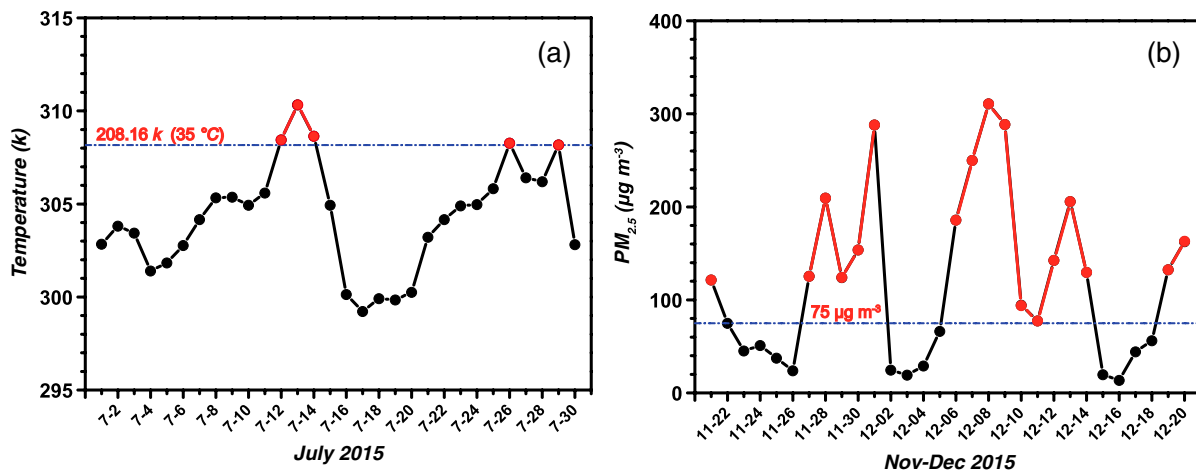 (a)
315
310
305
300
295
Temperature (k)
208.16 k (35 °C)
7-2 7-4 7-6 7-8 7-10 7-12 7-14 7-16 7-18 7-20 7-22 7-24 7-26 7-28 7-30
July 2015
(b)
400
300
200
100
0
PM2.5 (µg m-3)
75 µg m-3
11-22 11-24 11-26 11-28 11-30 12-02 12-04 12-06 12-08 12-10 12-12 12-14 12-16 12-18 12-20
Nov-Dec 2015